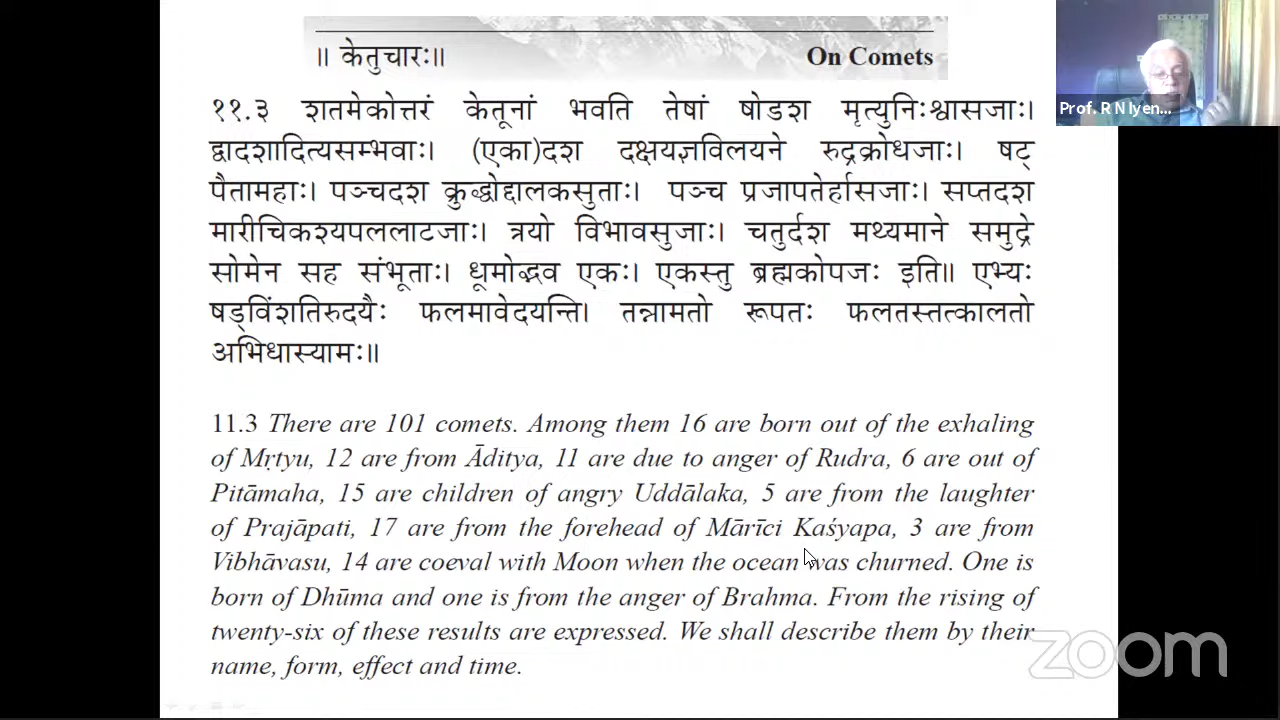 ॥ केतुचारः॥
On Comets
११.३ शतमेकोत्तरं केतूनां भवति तेषां षोडश मृत्युनिःश्वासजाः।
द्वादशादित्यसम्भवाः। (एका)दश दक्षयज्ञविलयने रुद्रक्रोधजाः। षट्
पैतामहाः। पञ्चदश क्रुद्धोद्दालकसुताः। पञ्च प्रजापतेर्हासजाः। सप्तदश
मारीचिकश्यपललाटजाः। त्रयो विभावसुजाः। चतुर्दश मथ्यमाने समुद्रे
सोमेन सह संभूताः। धूमोद्भव एकः। एकस्तु ब्रह्मकोपजः इति॥ एभ्यः
षड्विंशतिरुदयैः फलमावेदयन्ति। तन्नामतो रूपतः फलतस्तत्कालतो
अभिधास्यामः॥
11.3 There are 101 comets. Among them 16 are born out of the exhaling
of Mṛtyu, 12 are from Āditya, 11 are due to anger of Rudra, 6 are out of
Pitāmaha, 15 are children of angry Uddālaka, 5 are from the laughter
of Prajāpati, 17 are from the forehead of Mārīci Kaśyapa, 3 are from
Vibhāvasu, 14 are coeval with Moon when the ocean was churned. One is
born of Dhūma and one is from the anger of Brahma. From the rising of
twenty-six of these results are expressed. We shall describe them by their
name, form, effect and time.
Prof. R N Iyen...
zoom